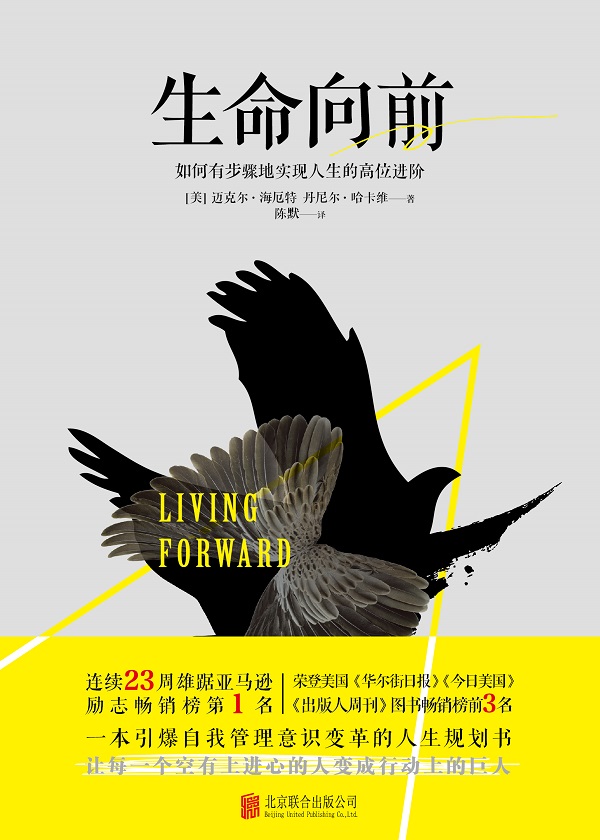 生命向前
如何有步骤地实现人生的高位进阶
[美] 迈克尔·海厄特 丹尼尔·哈卡维——著
陈默——译
LIVING
FORWARD
连续23周雄踞亚马逊
励志畅销榜第1名
荣登美国《华尔街日报》《今日美国》
《出版人周刊》图书畅销榜前3名
一本引爆自我管理意识变革的人生规划书
让每一个空有上进心的人变成行动上的巨人
北京联合出版公司
Beijing United Publishing Co.,Ltd.